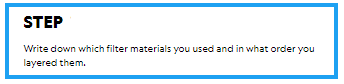 STEP
Write down which filter materials you used and in what order you
layered them.